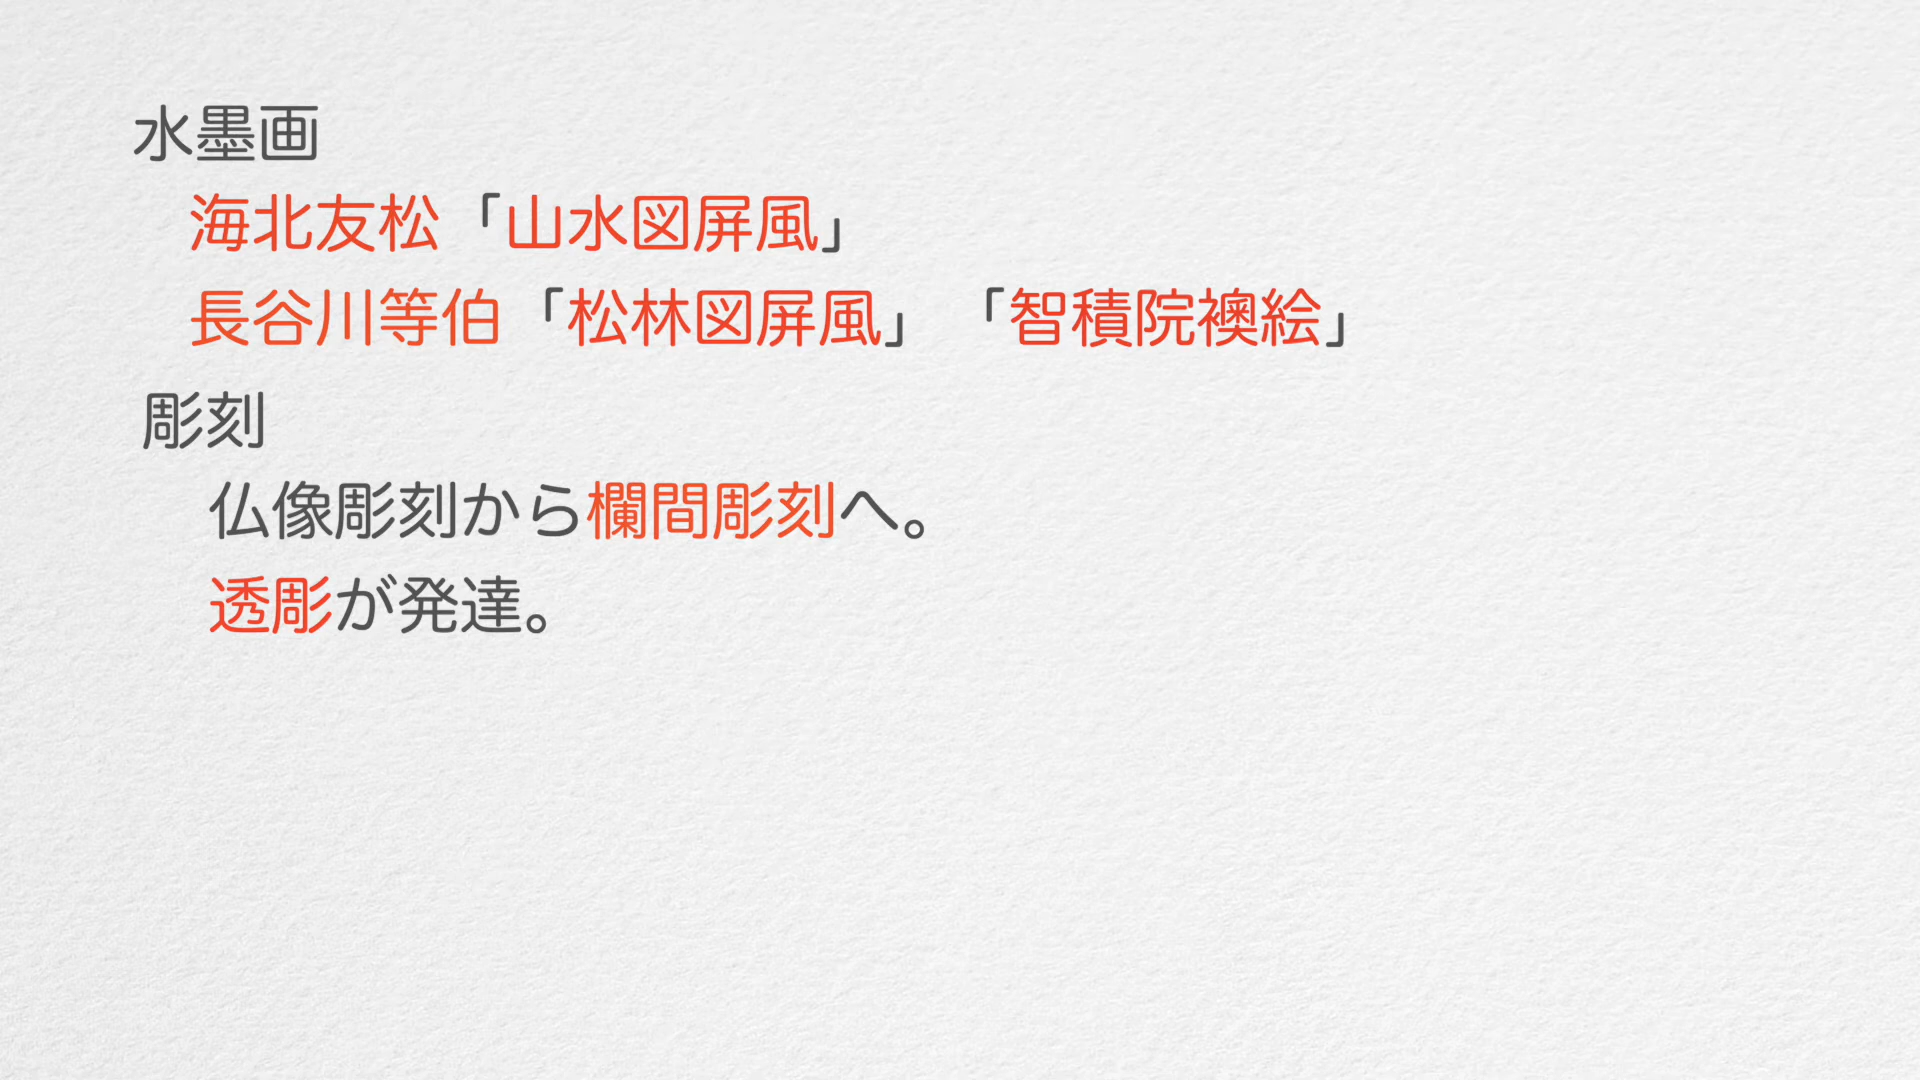 水墨画
海北友松「山水図屏風」
長谷川等伯「松林図屏風」「智積院襖絵」
彫刻
仏像彫刻から欄間彫刻へ。
透彫が発達。